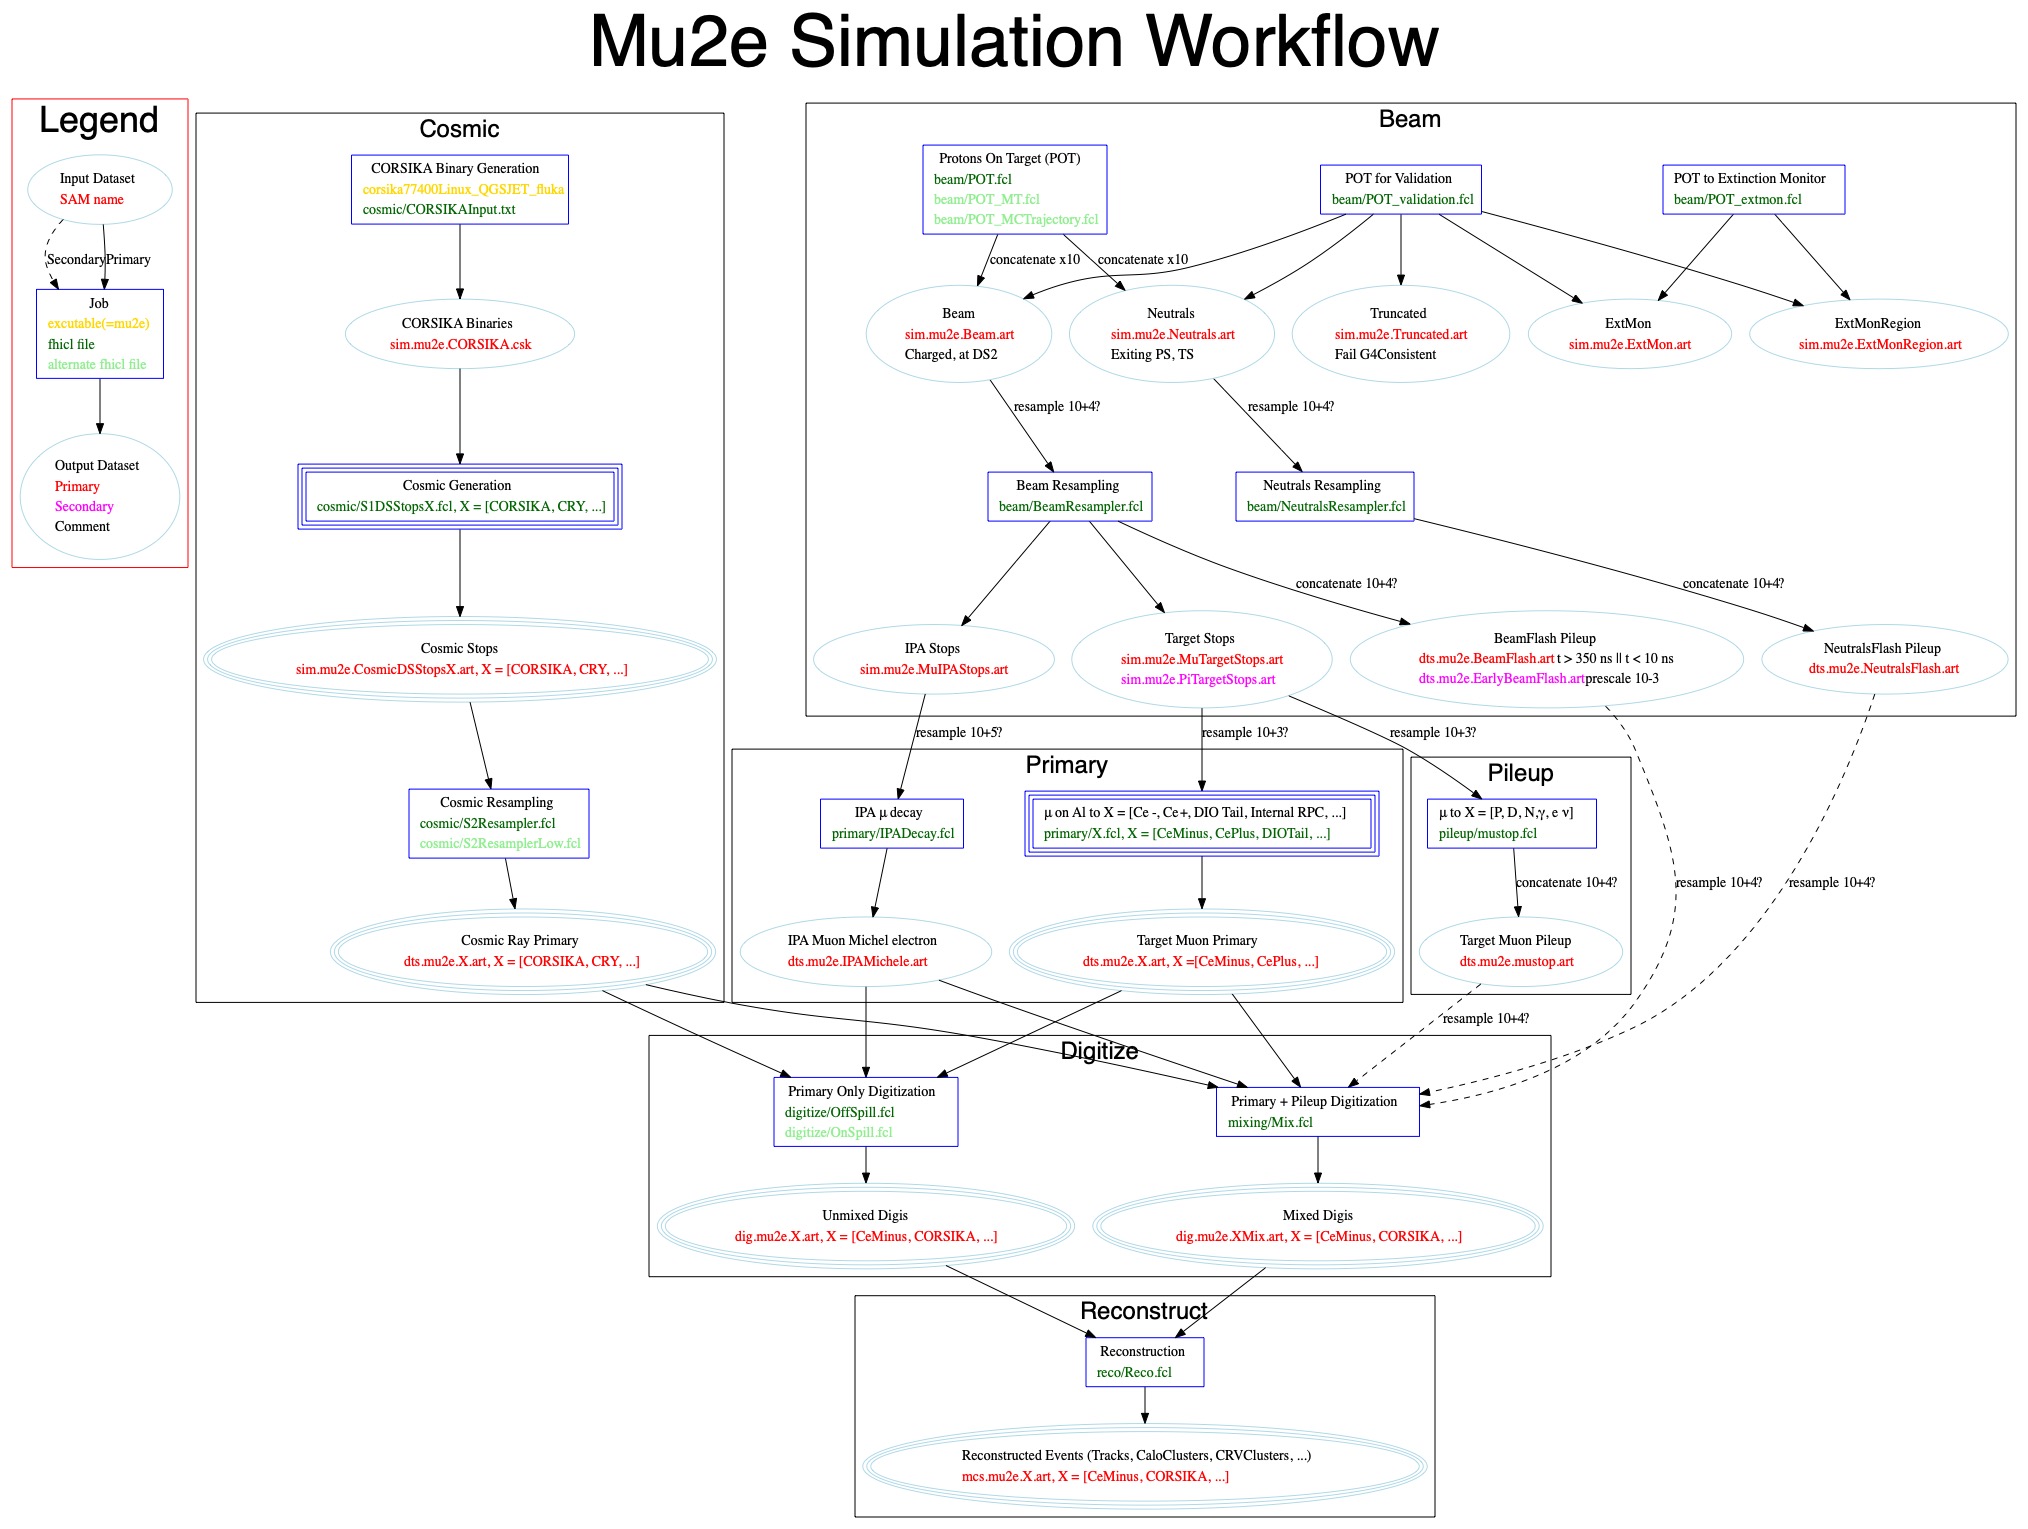 Mu2e Simulation Workflow
Legend
Input Dataset
SAM name
Secondary
Primary
Job
excutable(=mu2e)
fhicl file
alternate fhicl file
Output Dataset
Primary
Secondary
Comment
Cosmic
CORSIKA Binary Generation
corsika77400Linux_QGSJET_fluka
cosmic/CORSIKAInput.txt
CORSIKA Binaries
sim.mu2e.CORSIKA.csk
Cosmic Generation
cosmic/S1DSStopsX.fcl, X = [CORSIKA, CRY, ...]
Cosmic Stops
sim.mu2e.CosmicDSStopsX.art, X = [CORSIKA, CRY, ...]
Cosmic Resampling
cosmic/S2Resampler.fcl
cosmic/S2ResamplerLow.fcl
Cosmic Ray Primary
dts.mu2e.X.art, X = [CORSIKA, CRY, ...]
Beam
Protons On Target (POT)
beam/POT.fcl
beam/POT_MT.fcl
beam/POT_MCTrajectory.fcl
POT for Validation
beam/POT_validation.fcl
POT to Extinction Monitor
beam/POT_extmon.fcl
concatenate x10
concatenate x10
Beam
sim.mu2e.Beam.art
Charged, at DS2
Neutrals
sim.mu2e.Neutrals.art
Exiting PS, TS
Truncated
sim.mu2e.Truncated.art
Fail G4Consistent
ExtMon
sim.mu2e.ExtMon.art
ExtMonRegion
sim.mu2e.ExtMonRegion.art
resample 10+4?
resample 10+4?
Beam Resampling
beam/BeamResampler.fcl
Neutrals Resampling
beam/NeutralsResampler.fcl
concatenate 10+4?
concatenate 10+4?
IPA Stops
sim.mu2e.MuIPAStops.art
Target Stops
sim.mu2e.MuTargetStops.art
sim.mu2e.PiTargetStops.art
BeamFlash Pileup
dts.mu2e.BeamFlash.art t > 350 ns || t < 10 ns
dts.mu2e.EarlyBeamFlash.art prescale 10-3
NeutralsFlash Pileup
dts.mu2e.NeutralsFlash.art
resample 10+5?
resample 10+3?
resample 10+3?
Primary
IPA μ decay
primary/IPADecay.fcl
μ on Al to X = [Ce -, Ce+, DIO Tail, Internal RPC, ...]
primary/X.fcl, X = [CeMinus, CePlus, DIOTail, ...]
IPA Muon Michel electron
dts.mu2e.IPAMichele.art
Target Muon Primary
dts.mu2e.X.art, X =[CeMinus, CePlus, ...]
Pileup
μ to X = [P, D, N,γ, e ν]
pileup/mustop.fcl
concatenate 10+4?
Target Muon Pileup
dts.mu2e.mustop.art
resample 10+4?
resample 10+4?
resample 10+4?
Digitize
Primary Only Digitization
digitize/OffSpill.fcl
digitize/OnSpill.fcl
Primary + Pileup Digitization
mixing/Mix.fcl
Unmixed Digis
dig.mu2e.X.art, X = [CeMinus, CORSIKA, ...]
Mixed Digis
dig.mu2e.XMix.art, X = [CeMinus, CORSIKA, ...]
Reconstruct
Reconstruction
reco/Reco.fcl
Reconstructed Events (Tracks, CaloClusters, CRVClusters, ...)
mcs.mu2e.X.art, X = [CeMinus, CORSIKA, ...]